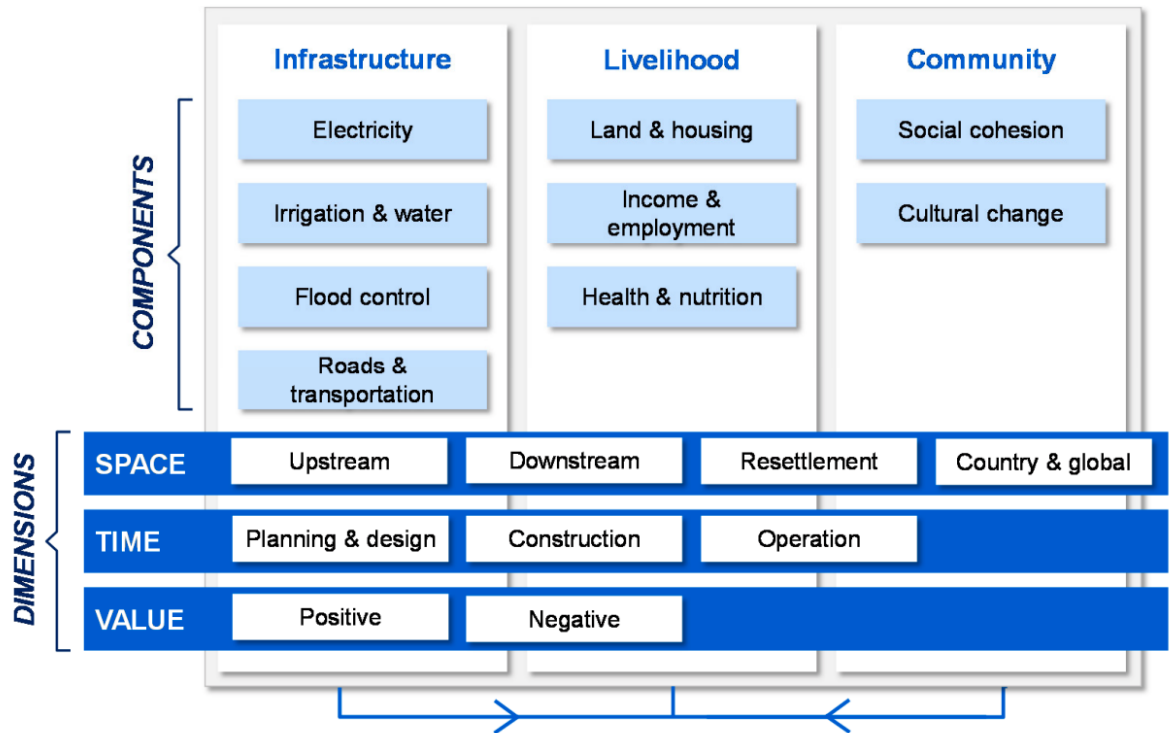 Infrastructure
Livelihood
Community
COMPONENTS
Electricity
Land & housing
Social cohesion
Irrigation & water
Income &
employment
Cultural change
Flood control
Health & nutrition
Roads &
transportation
DIMENSIONS
SPACE
Upstream
Downstream
Resettlement
Country & global
TIME
Planning & design
Construction
Operation
VALUE
Positive
Negative